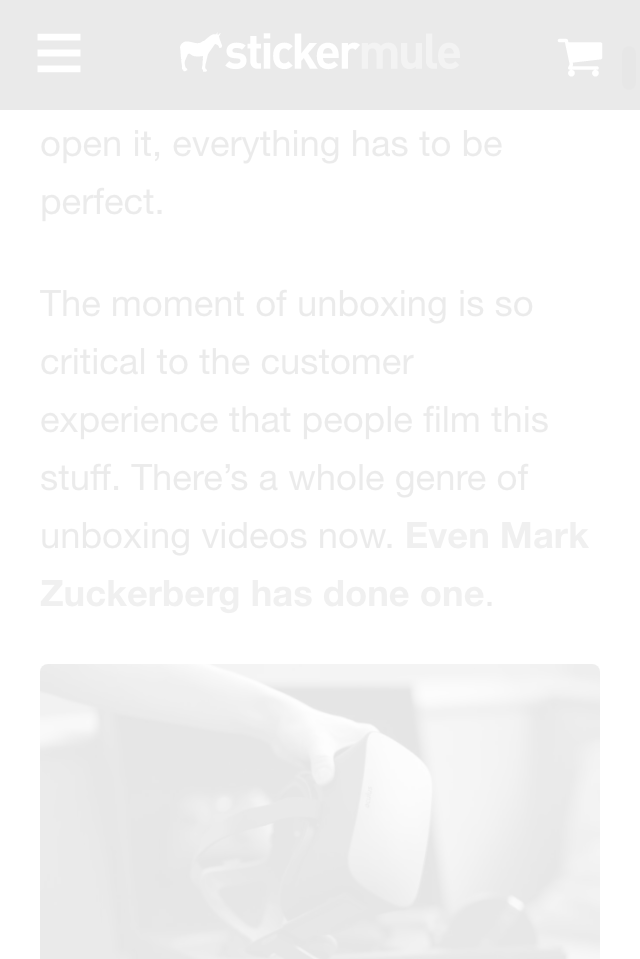 stickermule
open it, everything has to be
perfect.
The moment of unboxing is so
critical to the customer
experience that people film this
stuff. There’s a whole genre of
unboxing videos now. Even Mark
Zuckerberg has done one.